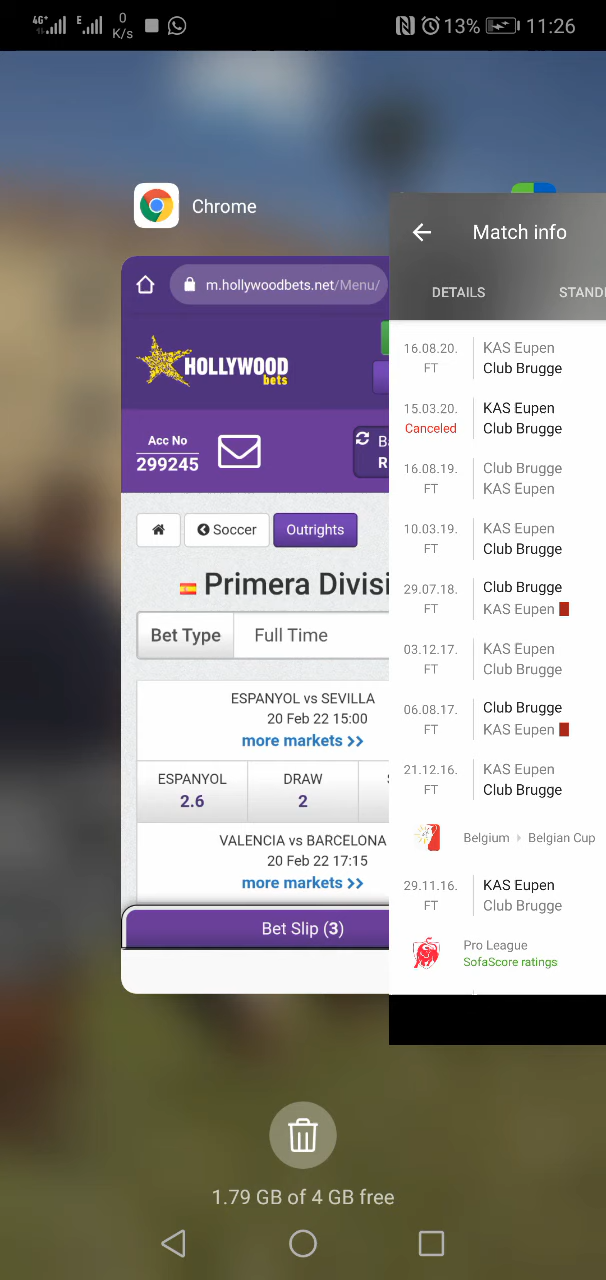 4G+ E 0 K/s 13% 11:26
Chrome
m.hollywoodbets.net/Menu/
HOLLYWOOD
bets
Acc No
299245
B
R
Soccer
Outrights
Primera Divisi
Bet Type Full Time
ESPANYOL vs SEVILLA
20 Feb 22 15:00
more markets >>
ESPANYOL DRAW
2.6 2
VALENCIA vs BARCELONA
20 Feb 22 17:15
more markets >>
Bet Slip (3)
Match info
DETAILS STAND
16.08.20. KAS Eupen
FT Club Brugge
15.03.20. KAS Eupen
Canceled Club Brugge
16.08.19. Club Brugge
FT KAS Eupen
10.03.19. KAS Eupen
FT Club Brugge
29.07.18. Club Brugge
FT KAS Eupen
03.12.17. KAS Eupen
FT Club Brugge
06.08.17. Club Brugge
FT KAS Eupen
21.12.16. KAS Eupen
FT Club Brugge
Belgium Belgian Cup
29.11.16. KAS Eupen
FT Club Brugge
Pro League
SofaScore ratings
1.79 GB of 4 GB free